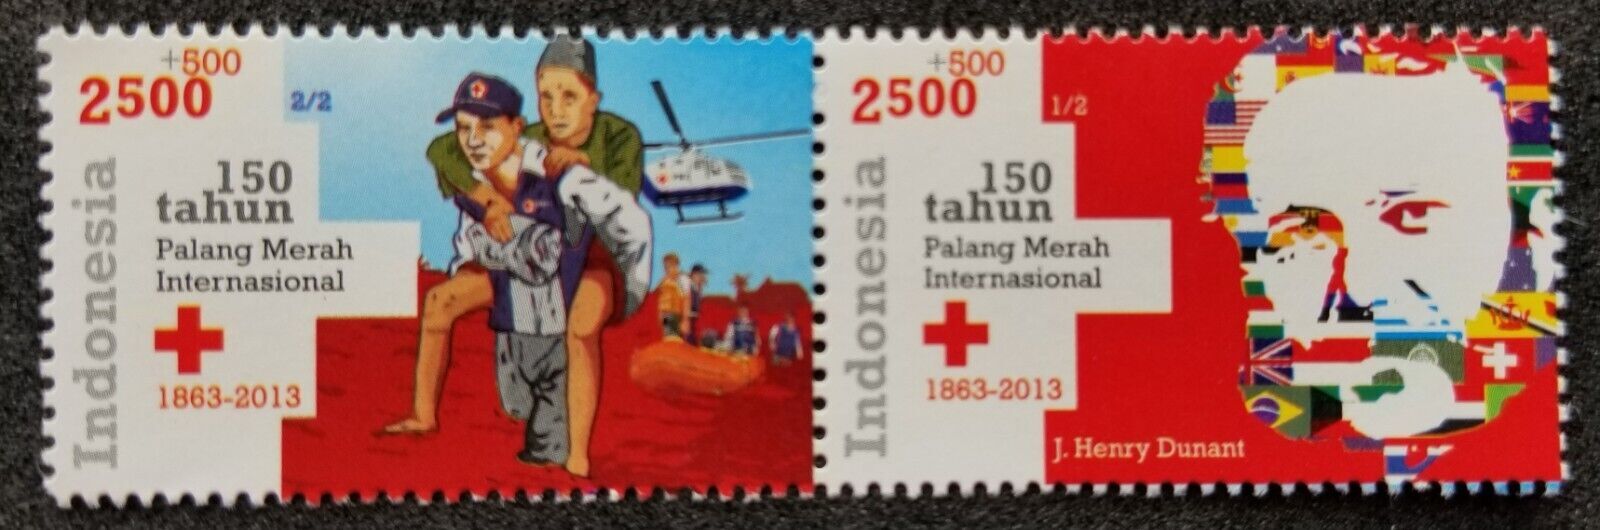 +500
2500
2/2
150
tahun
Palang Merah
Internasional
1863-2013
Indonesia
+500
2500
1/2
150
tahun
Palang Merah
Internasional
1863-2013
Indonesia
J. Henry Dunant